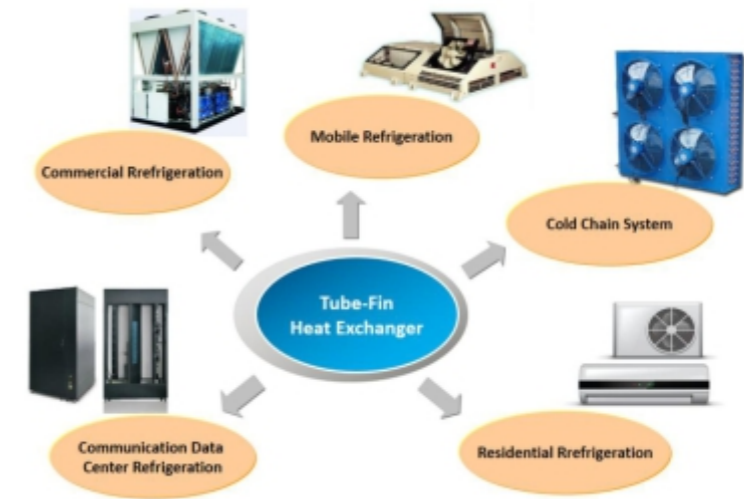 Mobile Refrigeration
Commercial Rrefrigeration
Cold Chain System
Tube-Fin
Heat Exchanger
Communication Data
Center Refrigeration
Residential Rrefrigeration